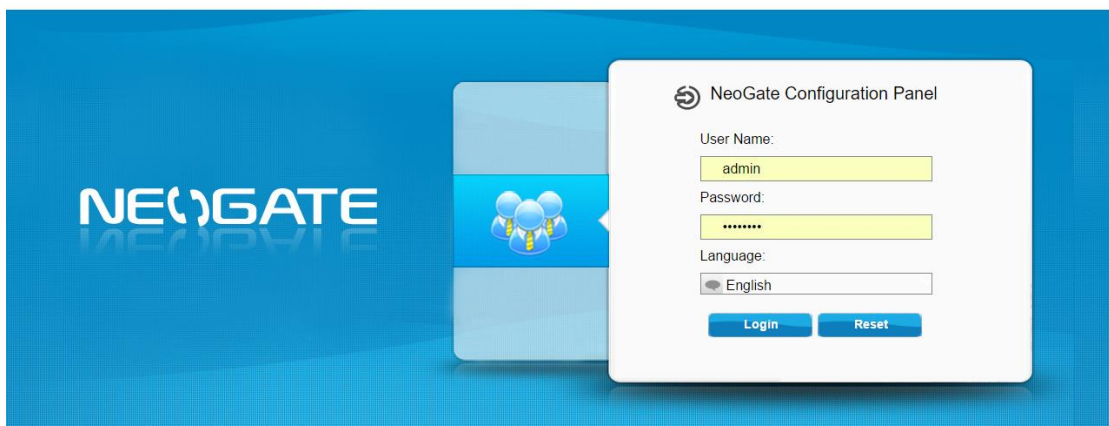 NEOGATE
NeoGate Configuration Panel
User Name:
admin
Password:
••••••••
Language:
English
Login Reset